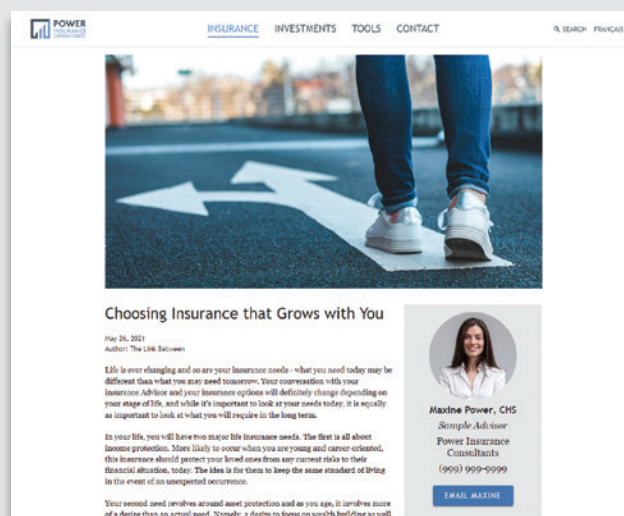 POWER
INSURANCE
CONSULTANTS
INSURANCE INVESTMENTS TOOLS CONTACT
SEARCH FRANÇAIS
Choosing Insurance that Grows with You
May 26, 2021
Author: The Link Between
Life is ever changing and so are your insurance needs - what you need today may be
different than what you may need tomorrow. Your conversation with your
insurance Advisor and your insurance options will definitely change depending on
your stage of life, and while it's important to look at your needs today, it is equally
as important to look at what you will require in the long term.
In your life, you will have two major life insurance needs. The first is all about
income protection. More likely to occur when you are young and career-oriented,
this insurance should protect your loved ones from any current risks to their
financial situation, today. The idea is for them to keep the same standard of living
in the event of an unexpected occurrence.
Your second need revolves around asset protection and as you age, it involves more
of a desire than an actual need. Namely, a desire to focus on wealth building as well
Maxine Power, CHS
Sample Advisor
Power Insurance
Consultants
(999) 999-9999
EMAIL MAXINE